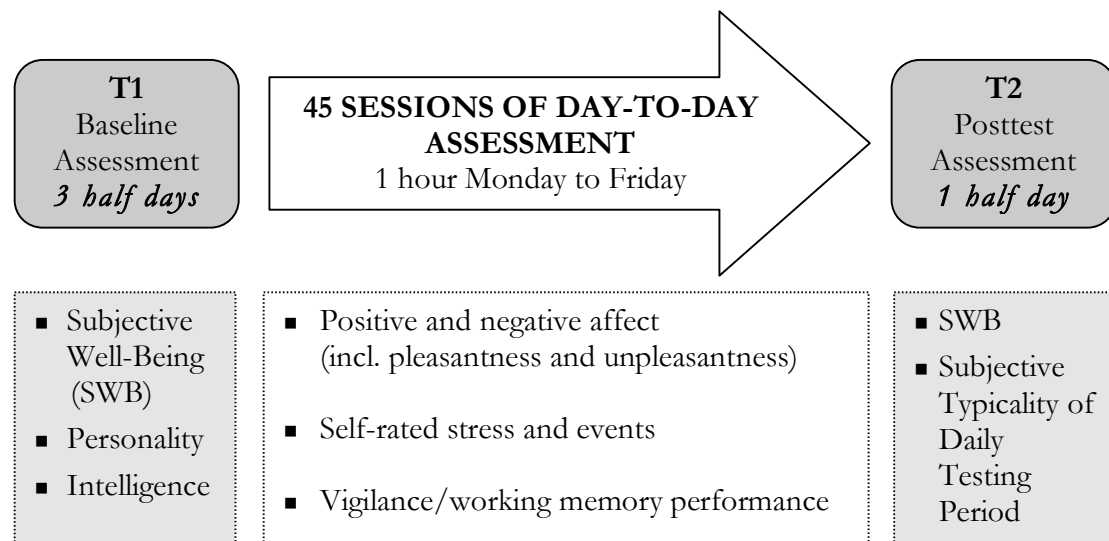 T1
Baseline
Assessment
3 half days
45 SESSIONS OF DAY-TO-DAY
ASSESSMENT
1 hour Monday to Friday
T2
Posttest
Assessment
1 half day
▪ Subjective
Well-Being
(SWB)
▪ Personality
▪ Intelligence
▪ Positive and negative affect
(incl. pleasantness and unpleasantness)
▪ Self-rated stress and events
▪ Vigilance/working memory performance
▪ SWB
▪ Subjective
Typicality of
Daily
Testing
Period